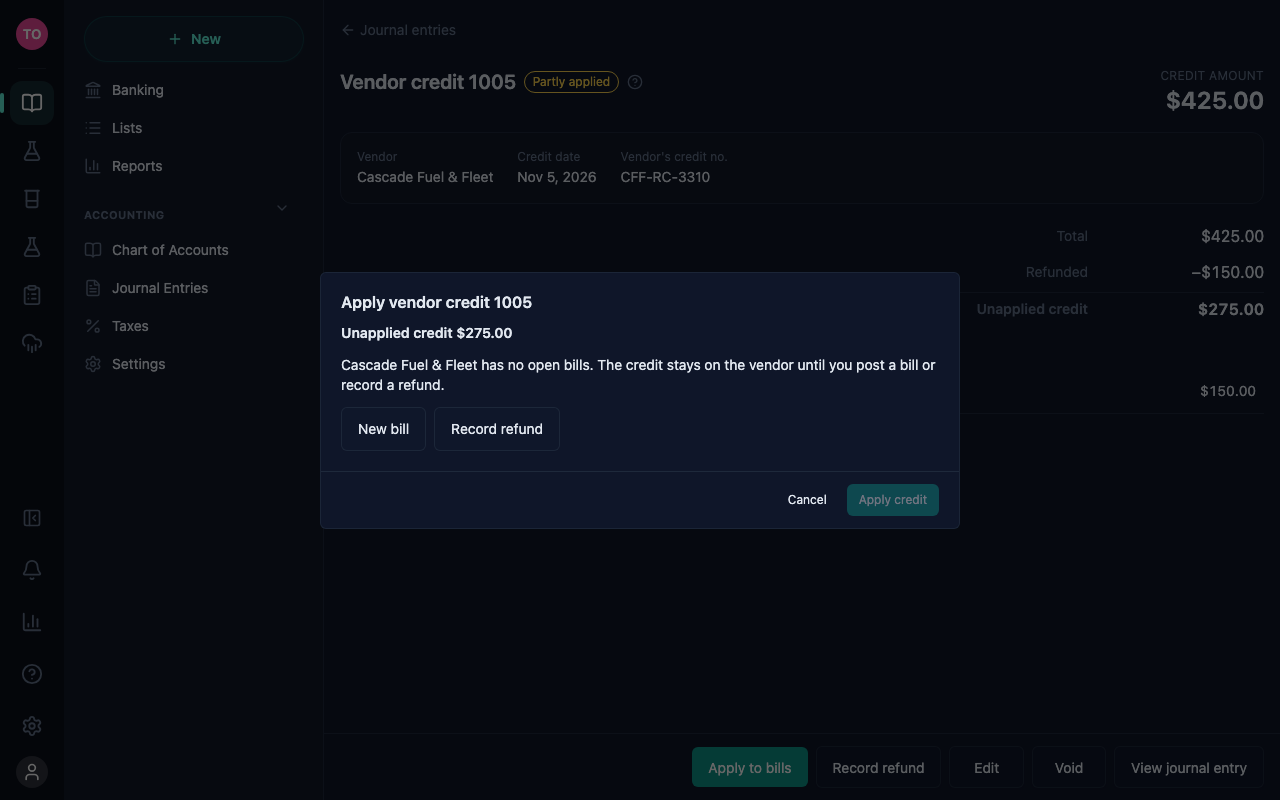 TO
New
Banking
Lists
Reports
ACCOUNTING
Chart of Accounts
Journal Entries
Taxes
Settings
Journal entries
Vendor credit 1005
Partly applied
CREDIT AMOUNT
$425.00
Vendor
Cascade Fuel & Fleet
Credit date
Nov 5, 2026
Vendor's credit no.
CFF-RC-3310
Total $425.00
Refunded –$150.00
Unapplied credit $275.00
$150.00
Apply vendor credit 1005
Unapplied credit $275.00
Cascade Fuel & Fleet has no open bills. The credit stays on the vendor until you post a bill or
record a refund.
New bill
Record refund
Cancel
Apply credit
Apply to bills
Record refund
Edit
Void
View journal entry